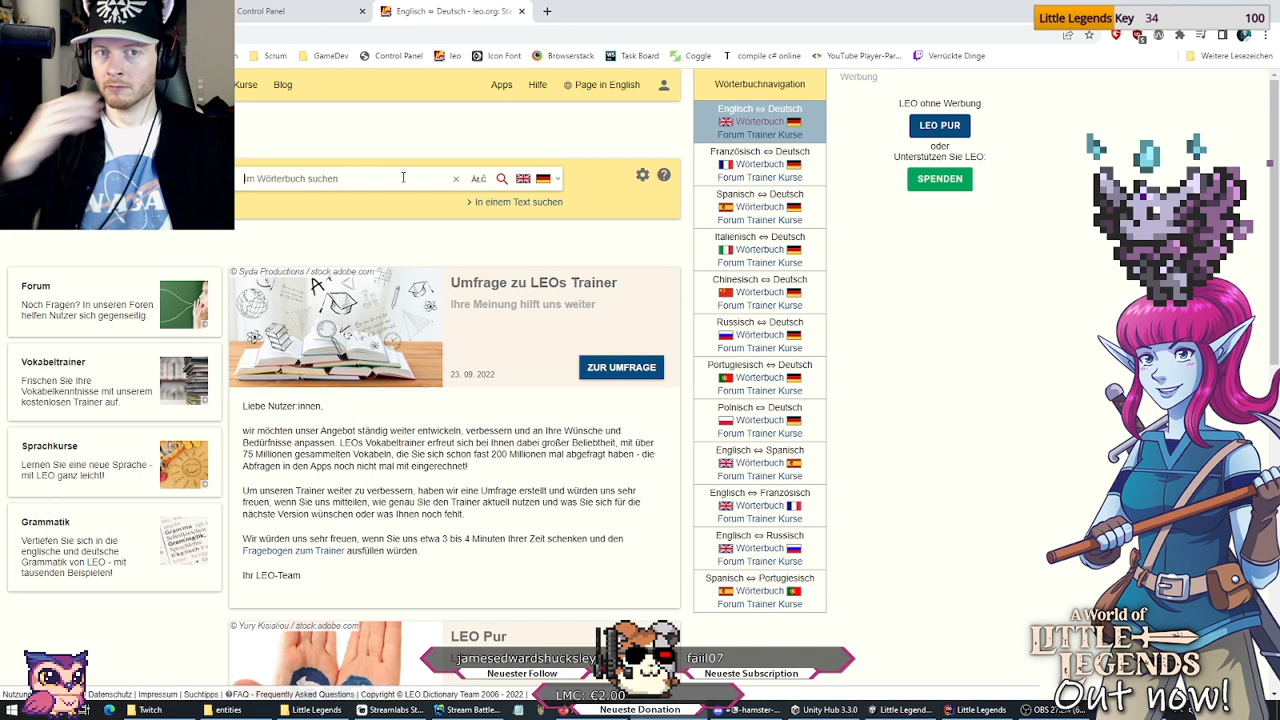 Control Panel
Englisch ⇔ Deutsch - leo.org: Sta
Little Legends Key 34 100
Scrum
GameDev
Control Panel
leo
Icon Font
Browserstack
Task Board
Coggle
compile c# online
YouTube Player-Par...
Verrückte Dinge
Weitere Lesezeichen
Kurse
Blog
Apps
Hilfe
Page in English
Im Wörterbuch suchen
In einem Text suchen
NASA
Forum
Noch Fragen? In unseren Foren
helfen Nutzer sich gegenseitig.
Vokabeltrainer
Frischen Sie Ihre
Vokabelkenntnisse mit unserem
kostenlosen Trainer auf.
Sprachkurse
Lernen Sie eine neue Sprache -
mit LEO ganz leicht!
Grammatik
Vertiefen Sie sich in die
englische und deutsche
Grammatik von LEO - mit
tausenden Beispielen!
© Syda Productions / stock.adobe.com
Umfrage zu LEOs Trainer
Ihre Meinung hilft uns weiter
23. 09. 2022
ZUR UMFRAGE
Liebe Nutzer:innen,
wir möchten unser Angebot ständig weiter entwickeln, verbessern und an Ihre Wünsche und
Bedürfnisse anpassen. LEOs Vokabeltrainer erfreut sich bei Ihnen dabei großer Beliebtheit, mit über
75 Millionen gesammelten Vokabeln, die Sie sich schon fast 200 Millionen mal abgefragt haben - die
Abfragen in den Apps noch nicht mal mit eingerechnet!
Um unseren Trainer weiter zu verbessern, haben wir eine Umfrage erstellt und würden uns sehr
freuen, wenn Sie uns mitteilen, wie genau Sie den Trainer aktuell nutzen und was Sie sich für die
nächste Version wünschen oder was Ihnen noch fehlt.
Wir würden uns sehr freuen, wenn Sie uns etwa 3 bis 4 Minuten Ihrer Zeit schenken und den
Fragebogen zum Trainer ausfüllen würden.
Ihr LEO-Team
© Yury Kisialiou / stock.adobe.com
LEO Pur
Wörterbuchnavigation
Englisch ⇔ Deutsch
Wörterbuch
Forum Trainer Kurse
Französisch ⇔ Deutsch
Wörterbuch
Forum Trainer Kurse
Spanisch ⇔ Deutsch
Wörterbuch
Forum Trainer Kurse
Italienisch ⇔ Deutsch
Wörterbuch
Forum Trainer Kurse
Chinesisch ⇔ Deutsch
Wörterbuch
Forum Trainer Kurse
Russisch ⇔ Deutsch
Wörterbuch
Forum Trainer Kurse
Portugiesisch ⇔ Deutsch
Wörterbuch
Forum Trainer Kurse
Polnisch ⇔ Deutsch
Wörterbuch
Forum Trainer Kurse
Englisch ⇔ Spanisch
Wörterbuch
Forum Trainer Kurse
Englisch ⇔ Französisch
Wörterbuch
Forum Trainer Kurse
Englisch ⇔ Russisch
Wörterbuch
Forum Trainer Kurse
Spanisch ⇔ Portugiesisch
Wörterbuch
Forum Trainer Kurse
Werbung
LEO ohne Werbung
LEO PUR
oder
Unterstützen Sie LEO:
SPENDEN
A World of
LITTLE
LEGENDS
Out now!
jamesedwardshucksley
Neuester Follow
faiil07
Neueste Subscription
LMC: €2.00
Neueste Donation
Datenschutz | Impressum | Suchtipps | FAQ - Frequently Asked Questions | Copyright © LEO Dictionary Team 2006 - 2022 |
Twitch
entities
Little Legends
Streamlabs
Stream Battle...
Unity Hub 3.3.0
Little Legend...
Little Legends